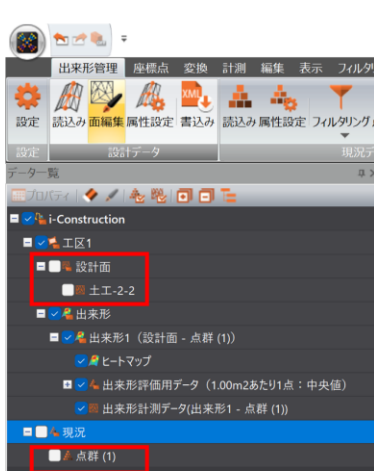 出来形管理 座標点 変換 計測 編集 表示
設定 読込み 面編集 属性設定 書込み 読込み 属性設定 フィルタリング
XML
設定 設計データ 現況デ
データ一覧
プロパティ
i-Construction
工区1
設計面
土工-2-2
出来形
出来形1（設計面 - 点群 (1)）
ヒートマップ
出来形評価用データ（1.00m2あたり1点：中央値）
出来形計測データ(出来形1 - 点群 (1))
現況
点群 (1)